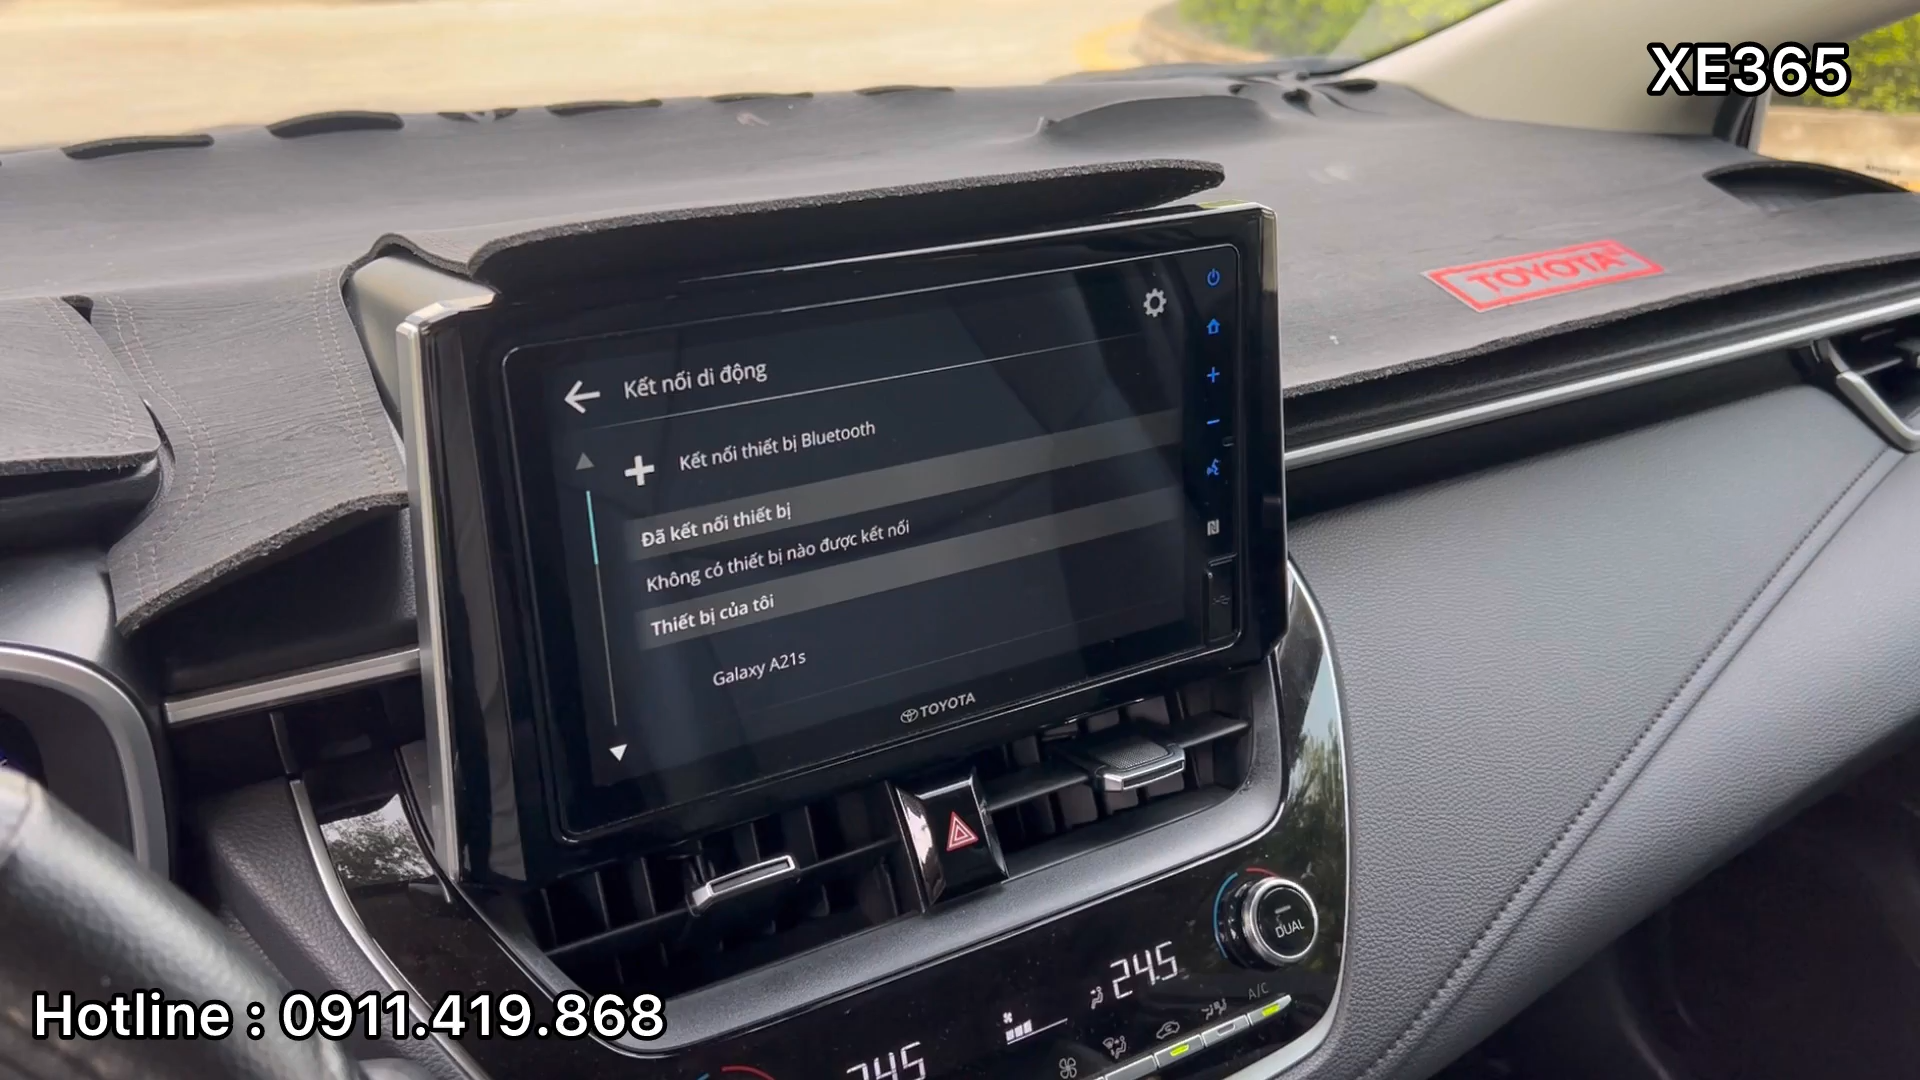 XE365
TOYOTA
Kết nối di động
Kết nối thiết bị Bluetooth
Đã kết nối thiết bị
Không có thiết bị nào được kết nối
Thiết bị của tôi
Galaxy A21s
TOYOTA
DUAL
24.5
A/C
24.5
Hotline : 0911.419.868